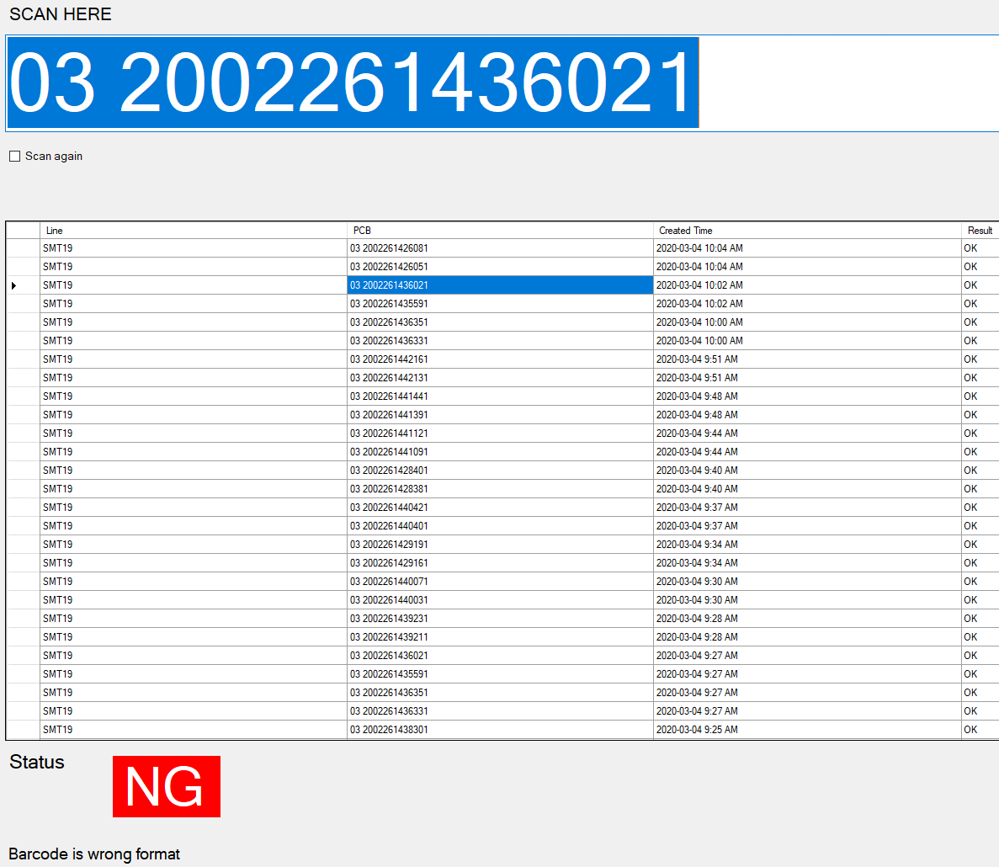 SCAN HERE
03 2002261436021
Scan again
Line PCB Created Time Result
SMT19 03 2002261426081 2020-03-04 10:04 AM OK
SMT19 03 2002261426051 2020-03-04 10:04 AM OK
SMT19 03 2002261436021 2020-03-04 10:02 AM OK
SMT19 03 2002261435591 2020-03-04 10:02 AM OK
SMT19 03 2002261436351 2020-03-04 10:00 AM OK
SMT19 03 2002261436331 2020-03-04 10:00 AM OK
SMT19 03 2002261442161 2020-03-04 9:51 AM OK
SMT19 03 2002261442131 2020-03-04 9:51 AM OK
SMT19 03 2002261441441 2020-03-04 9:48 AM OK
SMT19 03 2002261441391 2020-03-04 9:48 AM OK
SMT19 03 2002261441121 2020-03-04 9:44 AM OK
SMT19 03 2002261441091 2020-03-04 9:44 AM OK
SMT19 03 2002261428401 2020-03-04 9:40 AM OK
SMT19 03 2002261428381 2020-03-04 9:40 AM OK
SMT19 03 2002261440421 2020-03-04 9:37 AM OK
SMT19 03 2002261440401 2020-03-04 9:37 AM OK
SMT19 03 2002261429191 2020-03-04 9:34 AM OK
SMT19 03 2002261429161 2020-03-04 9:34 AM OK
SMT19 03 2002261440071 2020-03-04 9:30 AM OK
SMT19 03 2002261440031 2020-03-04 9:30 AM OK
SMT19 03 2002261439231 2020-03-04 9:28 AM OK
SMT19 03 2002261439211 2020-03-04 9:28 AM OK
SMT19 03 2002261436021 2020-03-04 9:27 AM OK
SMT19 03 2002261435591 2020-03-04 9:27 AM OK
SMT19 03 2002261436351 2020-03-04 9:27 AM OK
SMT19 03 2002261436331 2020-03-04 9:27 AM OK
SMT19 03 2002261438301 2020-03-04 9:25 AM OK
Status
NG
Barcode is wrong format